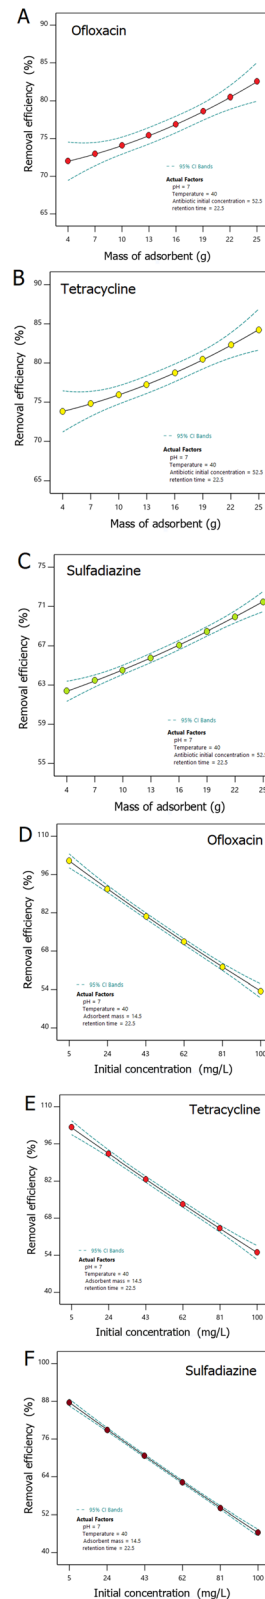 A
Ofloxacin
Removal efficiency (%)
90
85
80
75
70
65
95% CI Bands
Actual Factors
pH = 7
Temperature = 40
Antibiotic initial concentration = 52.5
retention time = 22.5
4 7 10 13 16 19 22 25
Mass of adsorbent (g)
B
Tetracycline
Removal efficiency (%)
90
85
80
75
70
65
95% CI Bands
Actual Factors
pH = 7
Temperature = 40
Antibiotic initial concentration = 52.5
retention time = 22.5
4 7 10 13 16 19 22 25
Mass of adsorbent (g)
C
Sulfadiazine
Removal efficiency (%)
75
71
67
63
59
55
95% CI Bands
Actual Factors
pH = 7
Temperature = 40
Antibiotic initial concentration = 52.5
retention time = 22.5
4 7 10 13 16 19 22 25
Mass of adsorbent (g)
D
Ofloxacin
Removal efficiency (%)
110
96
82
68
54
40
95% CI Bands
Actual Factors
pH = 7
Temperature = 40
Adsorbent mass = 14.5
retention time = 22.5
5 24 43 62 81 100
Initial concentration (mg/L)
E
Tetracycline
Removal efficiency (%)
110
96
82
68
54
40
95% CI Bands
Actual Factors
pH = 7
Temperature = 40
Adsorbent mass = 14.5
retention time = 22.5
5 24 43 62 81 100
Initial concentration (mg/L)
F
Sulfadiazine
Removal efficiency (%)
100
88
76
64
52
40
95% CI Bands
Actual Factors
pH = 7
Temperature = 40
Adsorbent mass = 14.5
retention time = 22.5
5 24 43 62 81 100
Initial concentration (mg/L)